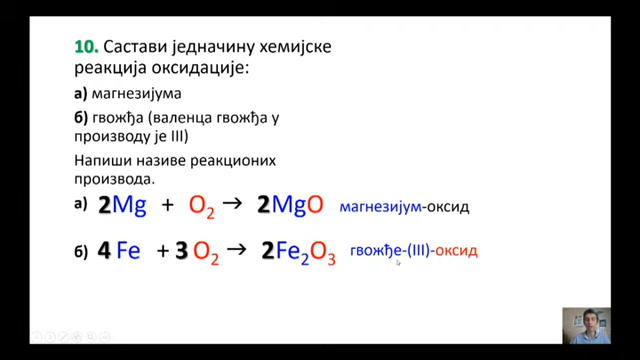 10. Састави једначину хемијске
реакција оксидације:
а) магнезијума
б) гвожђа (валенца гвожђа у
производу је III)
Напиши називе реакционих
производа.
а) 2Mg + O₂ → 2MgO магнезијум-оксид
б) 4 Fe + 3 O₂ → 2Fe₂O₃ гвожђе-(III)-оксид